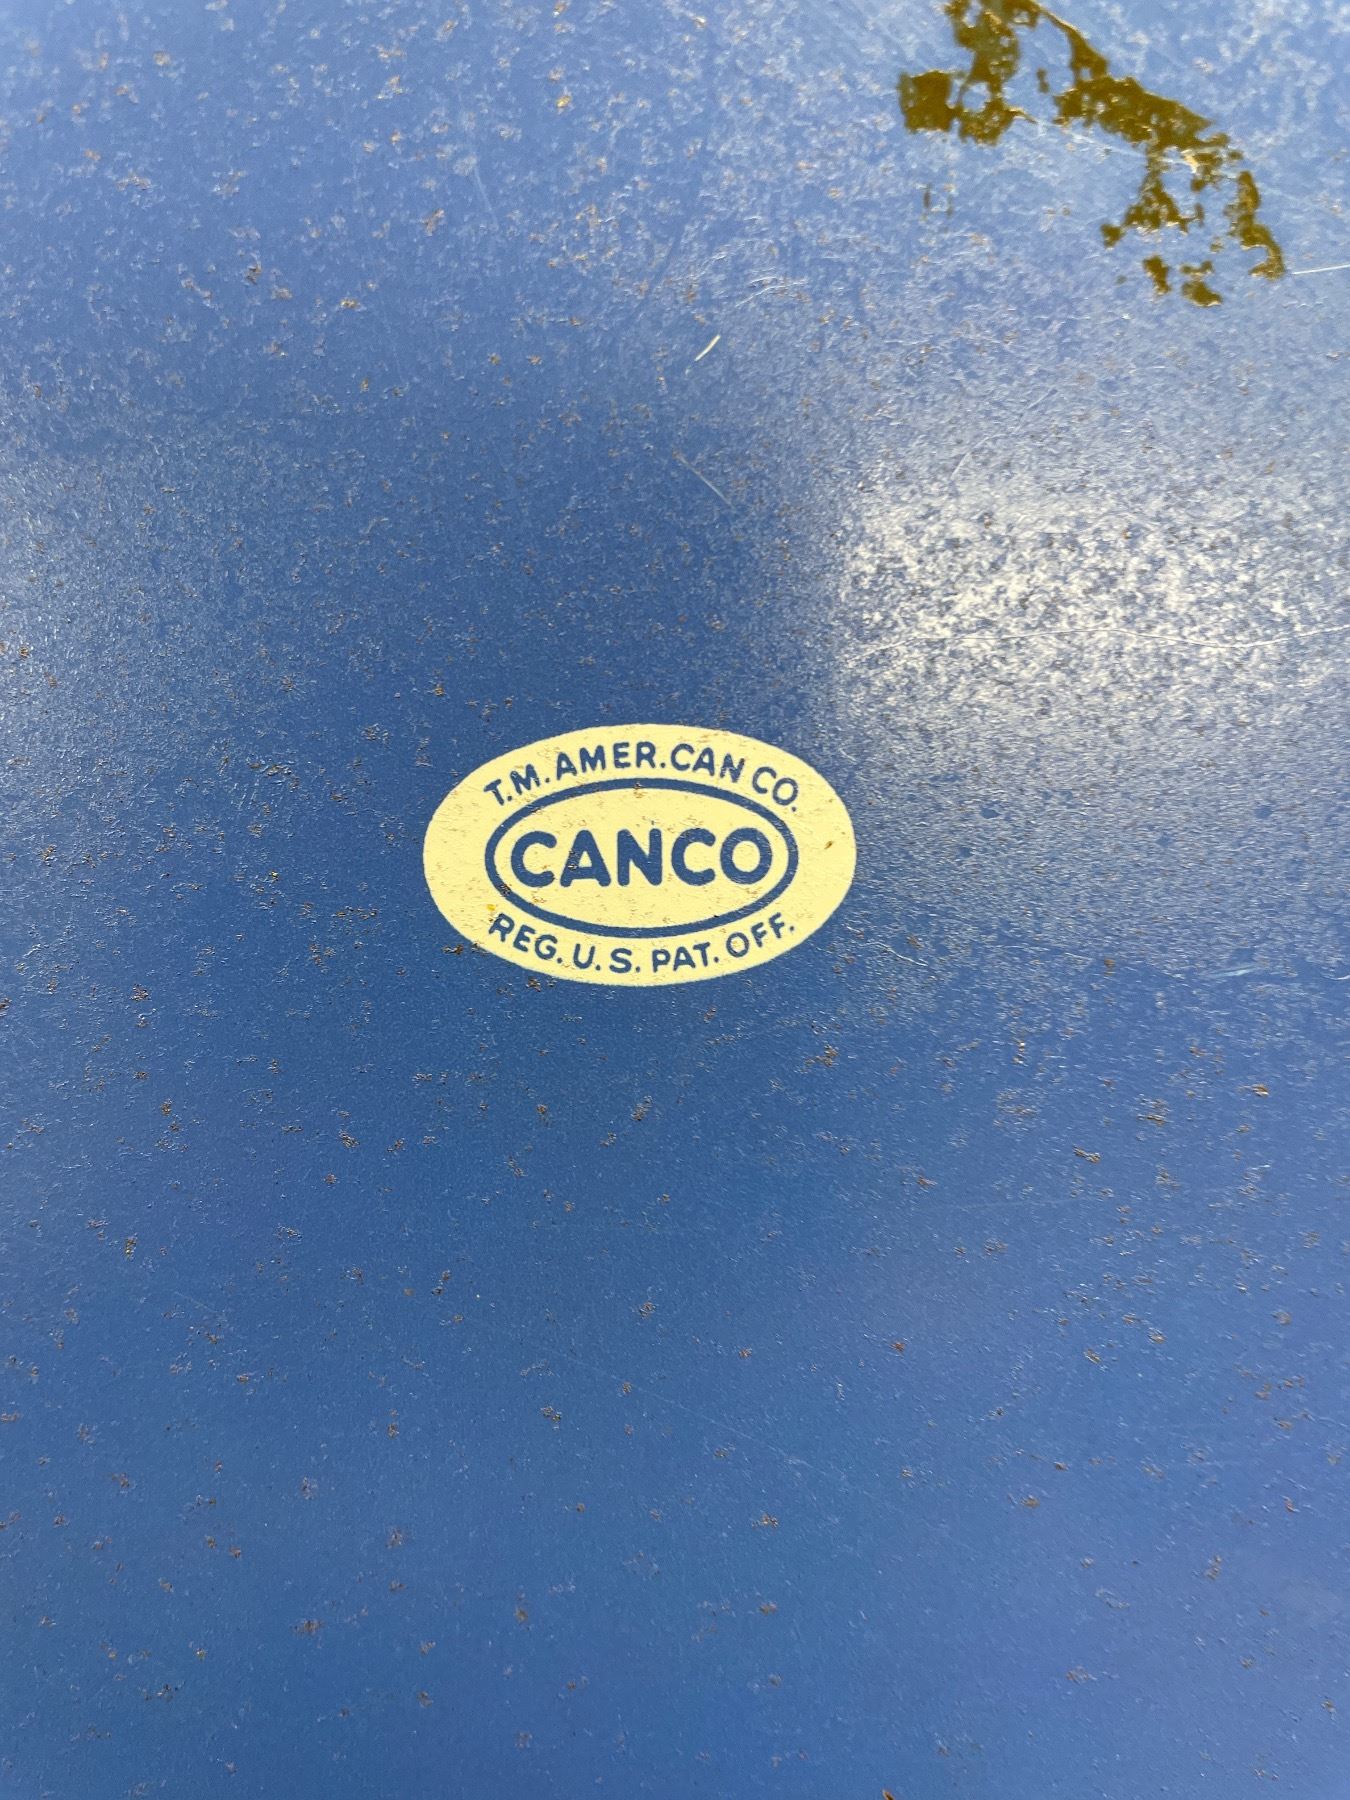 T.M. AMER. CAN CO.
CANCO
REG. U. S. PAT. OFF.